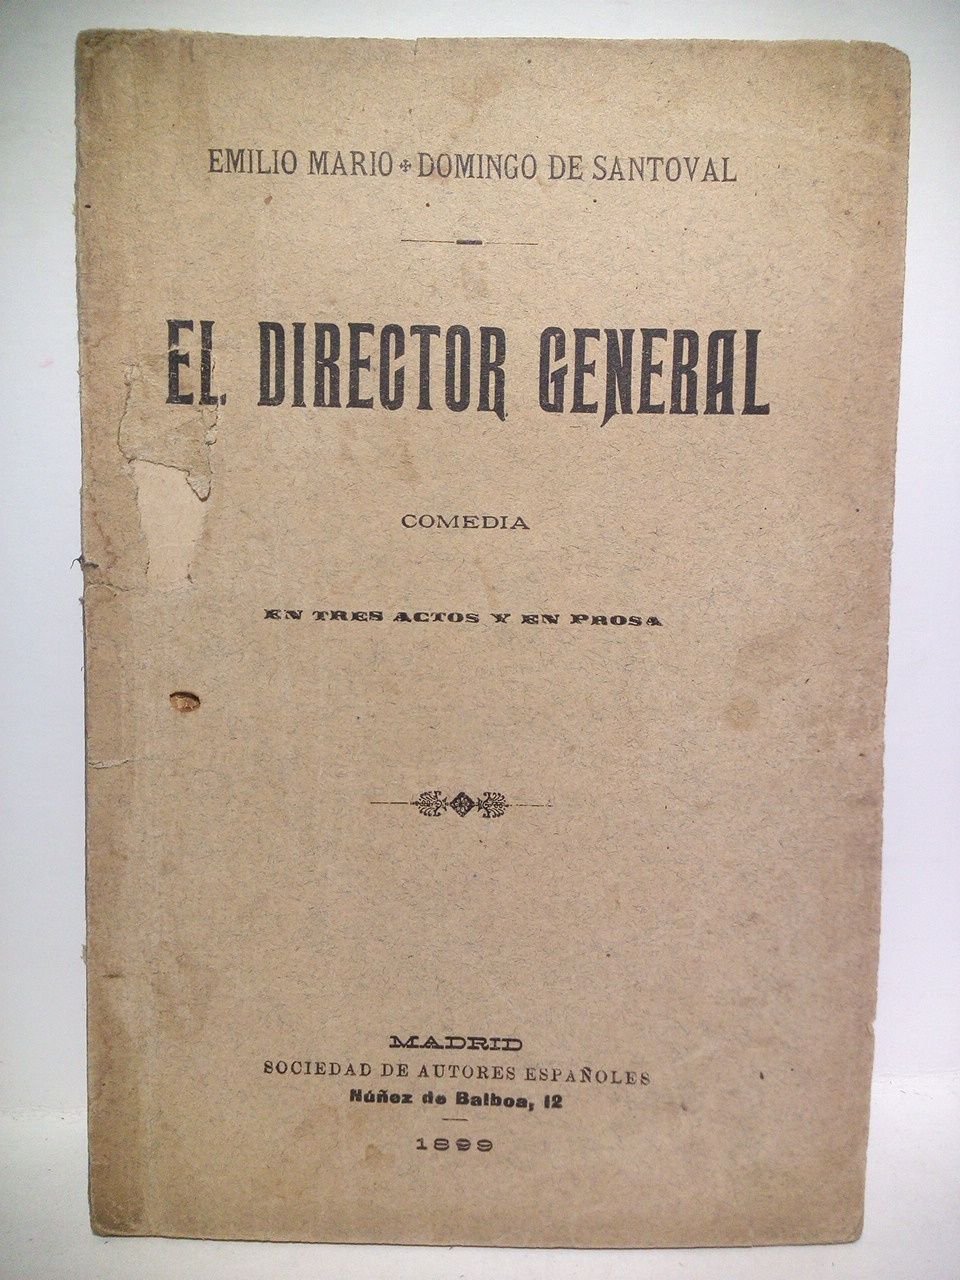 EMILIO MARIO ✤ DOMINGO DE SANTOVAL
EL DIRECTOR GENERAL
COMEDIA
EN TRES ACTOS Y EN PROSA
MADRID
SOCIEDAD DE AUTORES ESPAÑOLES
Núñez de Balboa, 12
1899